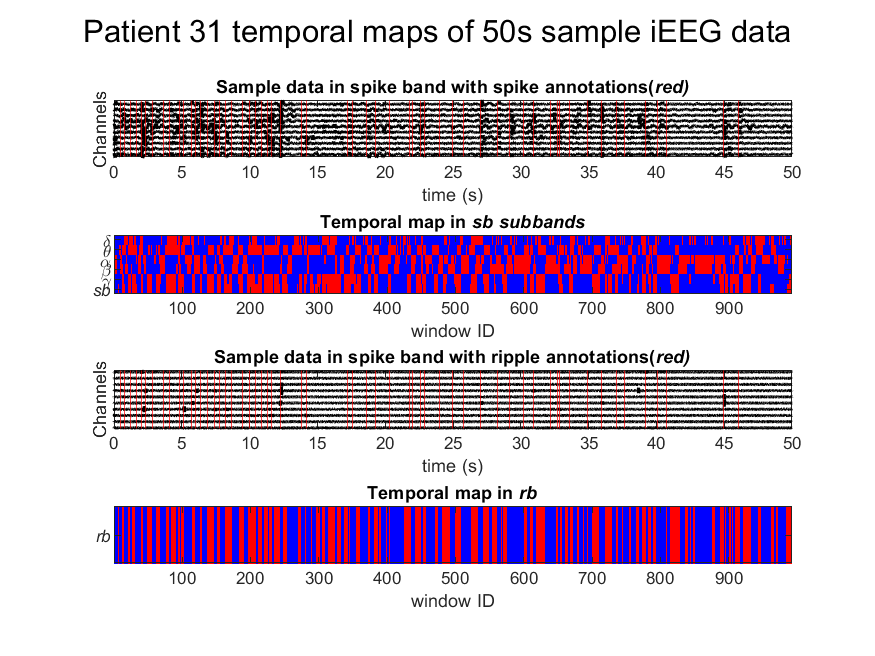 Patient 31 temporal maps of 50s sample iEEG data
Sample data in spike band with spike annotations(red)
Channels
0 5 10 15 20 25 30 35 40 45 50
time (s)
Temporal map in sb subbands
δ
θ
α
β
γ
sb
100 200 300 400 500 600 700 800 900
window ID
Sample data in spike band with ripple annotations(red)
Channels
0 5 10 15 20 25 30 35 40 45 50
time (s)
Temporal map in rb
rb
100 200 300 400 500 600 700 800 900
window ID